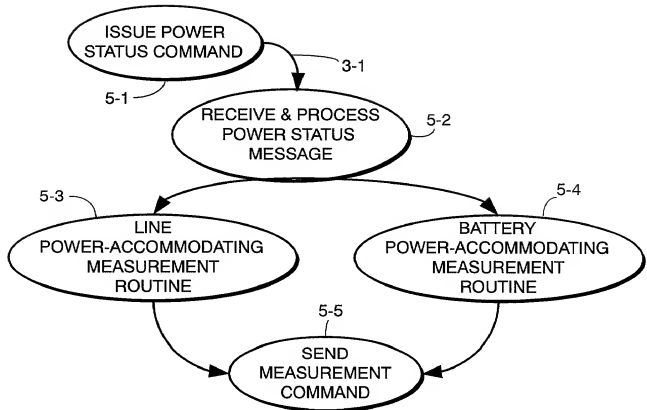 ISSUE POWER
STATUS COMMAND
3-1
5-1
RECEIVE & PROCESS
POWER STATUS
MESSAGE
5-2
5-3
5-4
LINE
POWER-ACCOMMODATING
MEASUREMENT
ROUTINE
BATTERY
POWER-ACCOMMODATING
MEASUREMENT
ROUTINE
5-5
SEND
MEASUREMENT
COMMAND